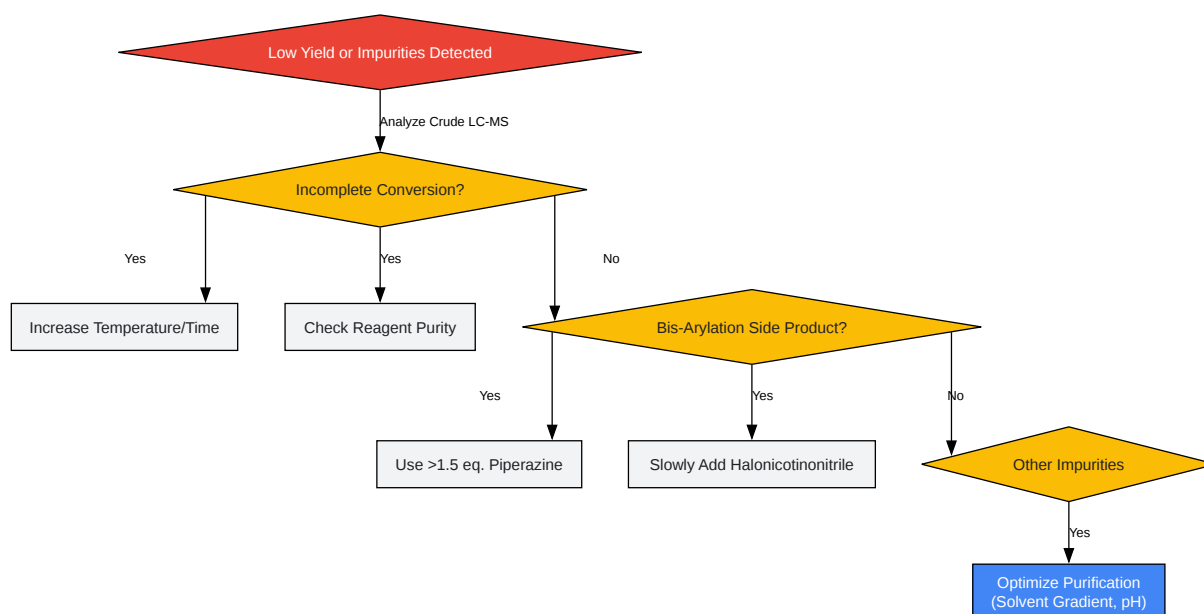 Low Yield or Impurities Detected
Analyze Crude LC-MS
Incomplete Conversion?
Yes
Yes
No
Increase Temperature/Time
Check Reagent Purity
Bis-Arylation Side Product?
Yes
Yes
No
Use >1.5 eq. Piperazine
Slowly Add Halonicotinonitrile
Other Impurities
Yes
Optimize Purification
(Solvent Gradient, pH)